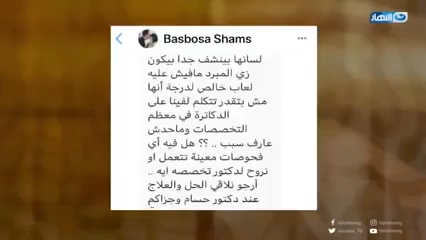 النهار
Basbosa Shams
لسانها بينشف جدا بيكون
زي المبرد مافيش عليه
لعاب خالص لدرجة أنها
مش بتقدر تتكلم لفينا على
الدكاترة في معظم
التخصصات وماحدش
عارف سبب .. ؟؟ هل فيه أي
فحوصات معينة تتعمل او
نروح لدكتور تخصصه ايه ..
أرجو نلاقي الحل والعلاج
عند دكتور حسام وجزاكم